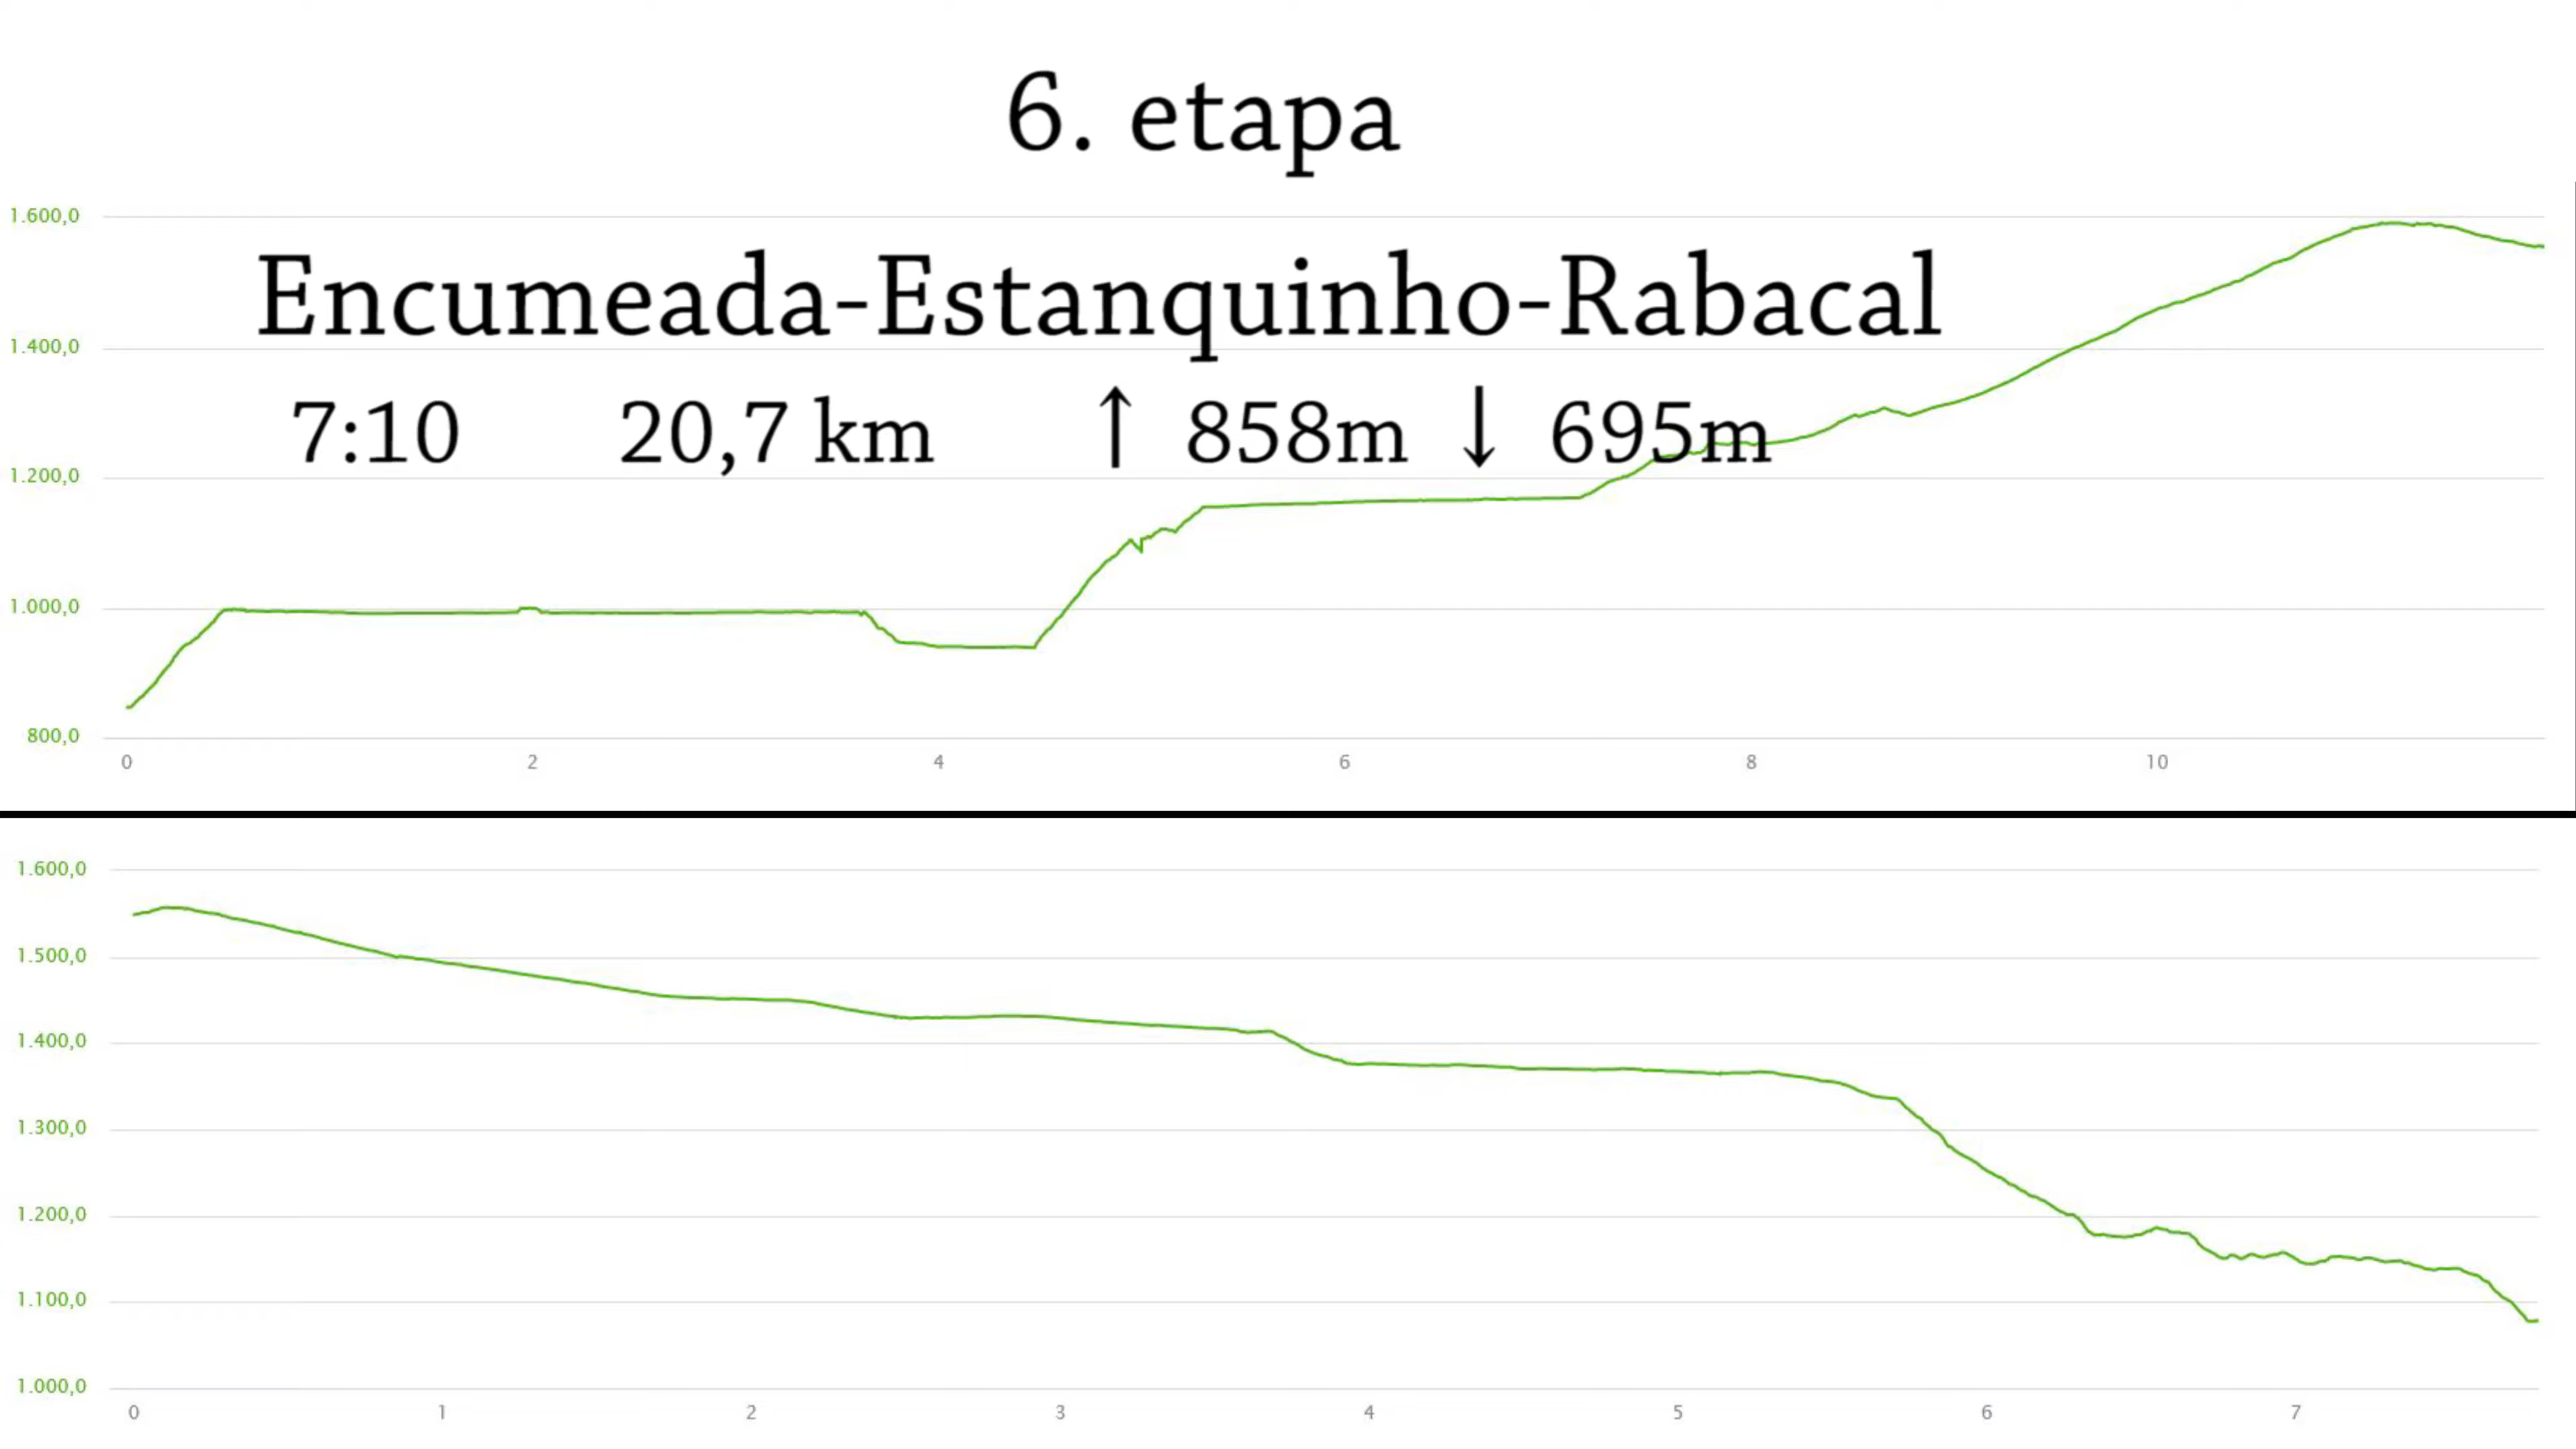 6. etapa
1.600,0
Encumeada-Estanquinho-Rabacal
1.400,0
7:10 20,7 km ↑ 858m ↓ 695m
1.200,0
1.000,0
800,0
0 2 4 6 8 10
1.600,0
1.500,0
1.400,0
1.300,0
1.200,0
1.100,0
1.000,0
0 1 2 3 4 5 6 7